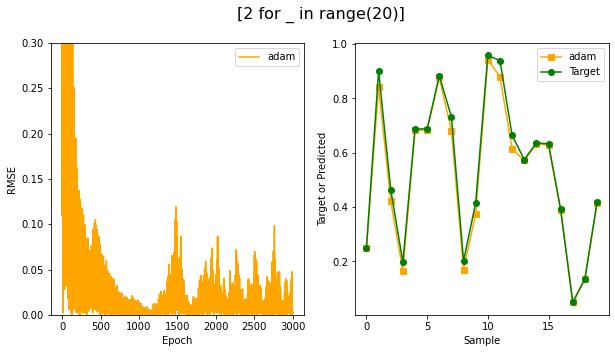 [2 for _ in range(20)]
0.30
0.25
0.20
0.15
0.10
0.05
0.00
RMSE
0 500 1000 1500 2000 2500 3000
Epoch
adam
1.0
0.8
0.6
0.4
0.2
Target or Predicted
0 5 10 15
Sample
adam
Target